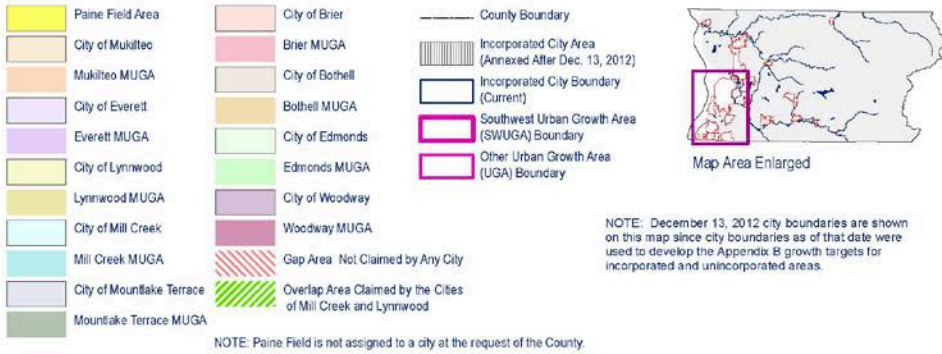 Paine Field Area
City of Mukilteo
Mukilteo MUGA
City of Everett
Everett MUGA
City of Lynnwood
Lynnwood MUGA
City of Mill Creek
Mill Creek MUGA
City of Mountlake Terrace
Mountlake Terrace MUGA
City of Brier
Brier MUGA
City of Bothell
Bothell MUGA
City of Edmonds
Edmonds MUGA
City of Woodway
Woodway MUGA
Gap Area Not Claimed by Any City
Overlap Area Claimed by the Cities
of Mill Creek and Lynnwood
County Boundary
Incorporated City Area
(Annexed After Dec. 13, 2012)
Incorporated City Boundary
(Current)
Southwest Urban Growth Area
(SWUGA) Boundary
Other Urban Growth Area
(UGA) Boundary
Map Area Enlarged
NOTE: December 13, 2012 city boundaries are shown
on this map since city boundaries as of that date were
used to develop the Appendix B growth targets for
incorporated and unincorporated areas.
NOTE: Paine Field is not assigned to a city at the request of the County.